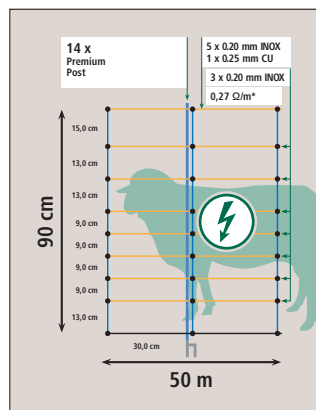 14 x
Premium
Post
5 x 0.20 mm INOX
1 x 0.25 mm CU
3 x 0.20 mm INOX
0,27 Ω/m*
90 cm
15,0 cm
13,0 cm
13,0 cm
9,0 cm
9,0 cm
9,0 cm
9,0 cm
13,0 cm
30,0 cm
50 m